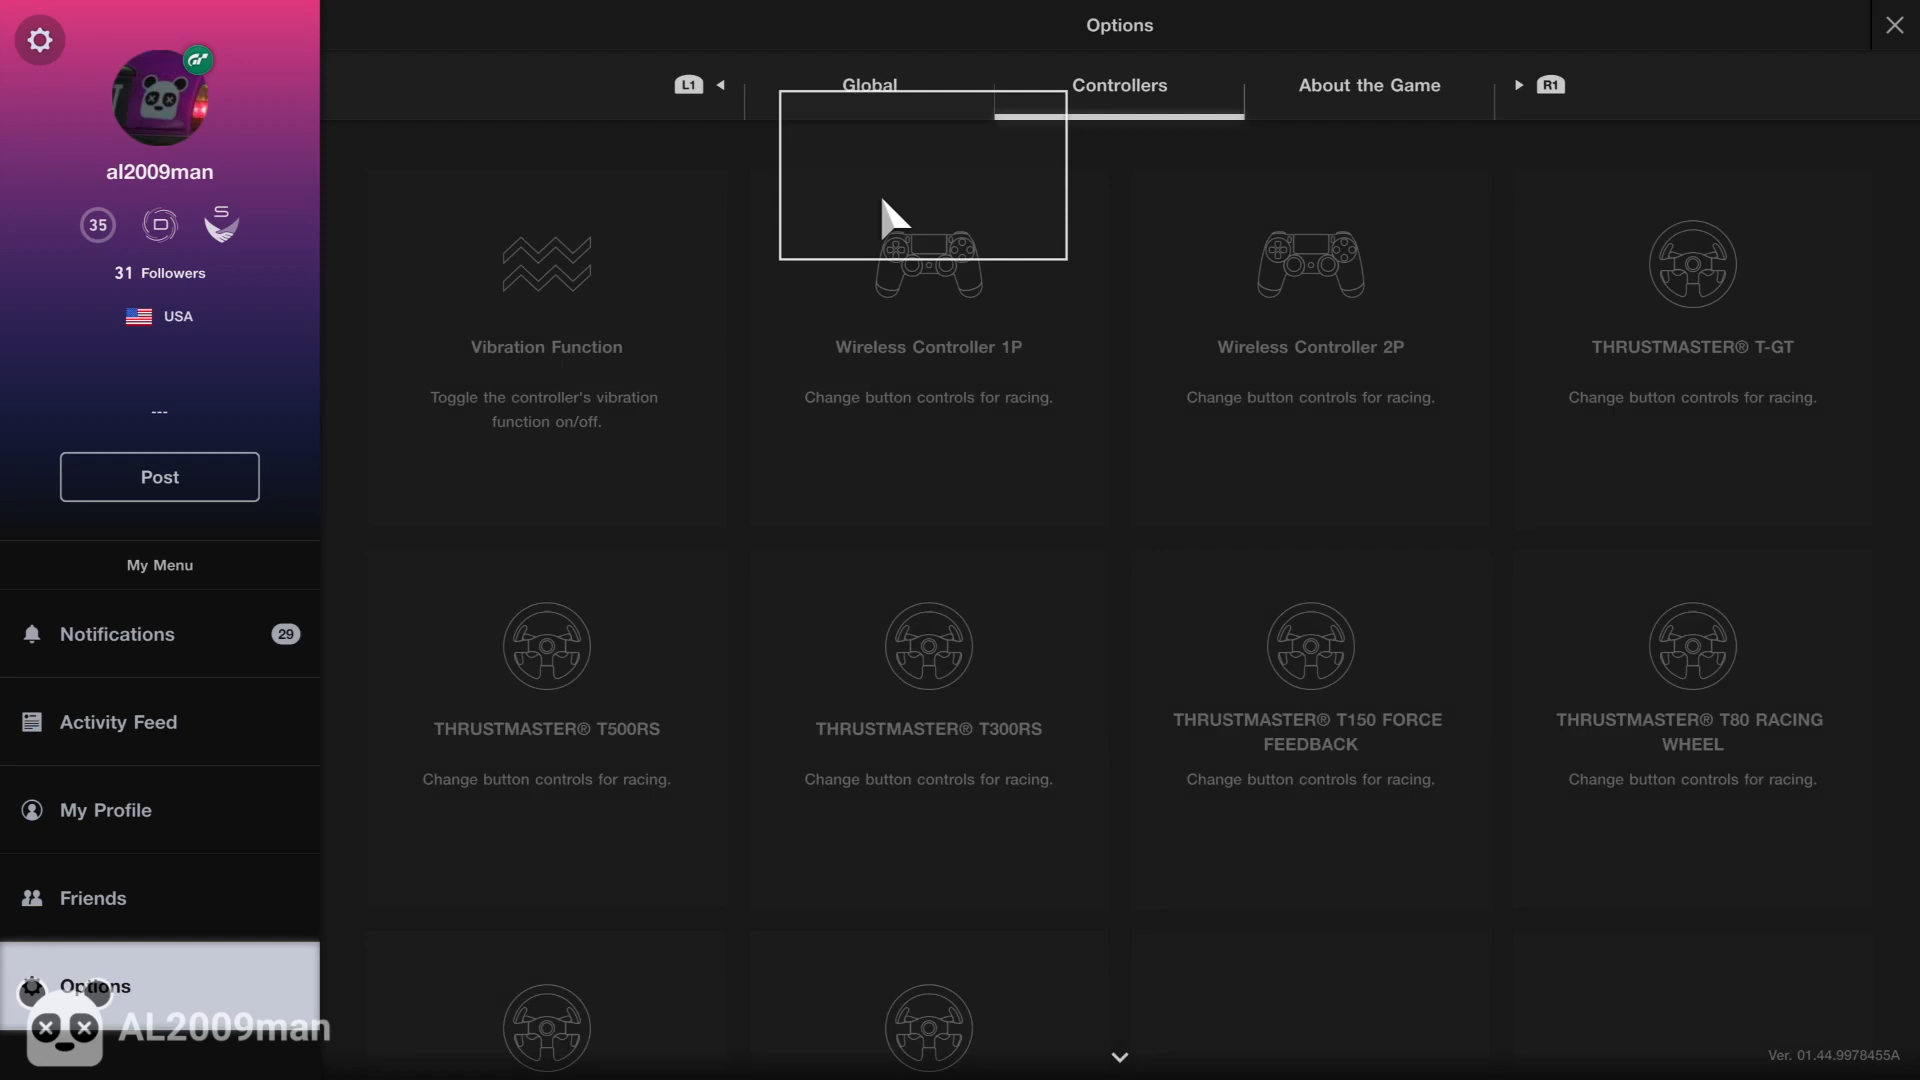 Options
L1
Global
Controllers
About the Game
R1
GT
al2009man
35
D
S
31 Followers
USA
---
Post
My Menu
Notifications
29
Activity Feed
My Profile
Friends
Options
AL2009man
Vibration Function
Toggle the controller's vibration
function on/off.
Wireless Controller 1P
Change button controls for racing.
Wireless Controller 2P
Change button controls for racing.
THRUSTMASTER® T-GT
Change button controls for racing.
THRUSTMASTER® T500RS
Change button controls for racing.
THRUSTMASTER® T300RS
Change button controls for racing.
THRUSTMASTER® T150 FORCE
FEEDBACK
Change button controls for racing.
THRUSTMASTER® T80 RACING
WHEEL
Change button controls for racing.
Ver. 01.44.9978455A